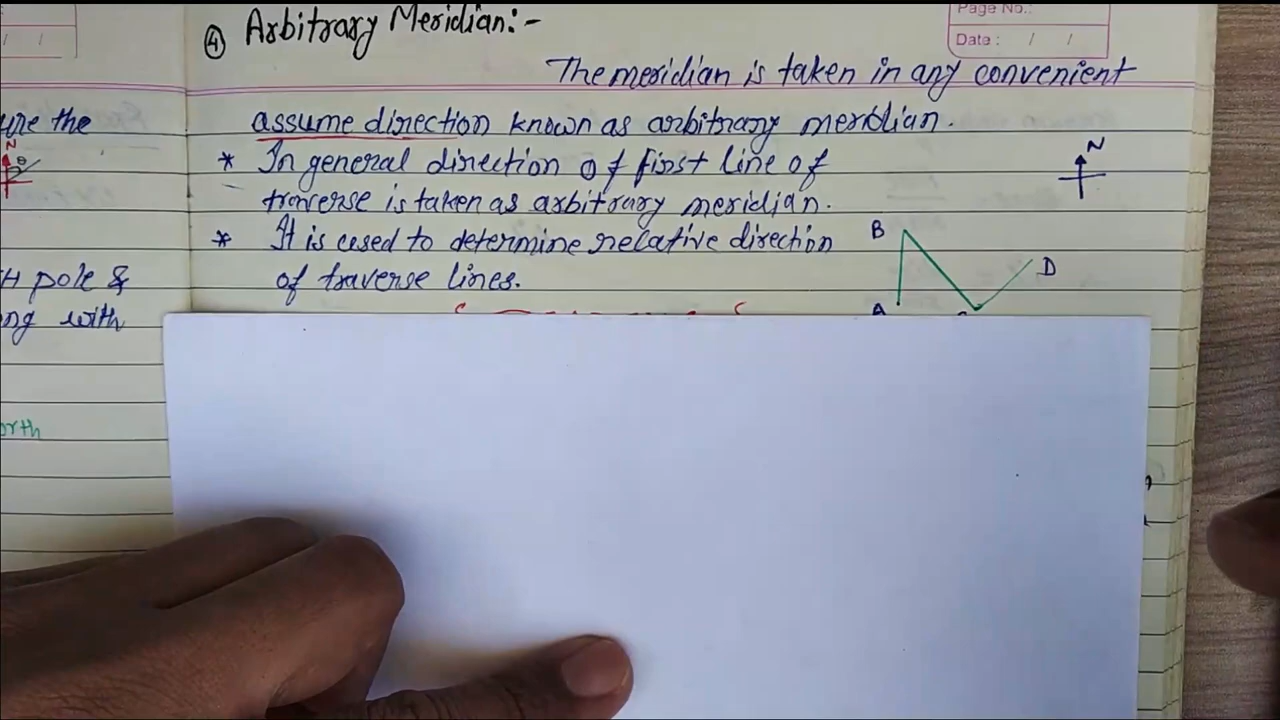 Page No.:
Date : / /
④ Arbitrary Meridian:-
The meridian is taken in any convenient
assume direction known as arbitrary meridian.
* In general direction of first line of
traverse is taken as arbitrary meridian.
* It is used to determine relative direction
of traverse lines.
N
B
D
A
the
N
θ
pole &
with
orth
/ /